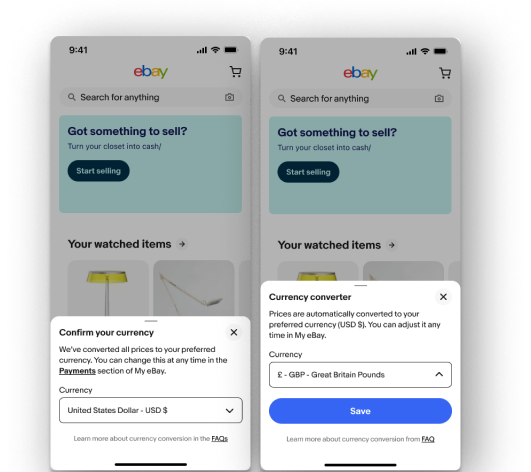 9:41
ebay
Search for anything
Got something to sell?
Turn your closet into cash/
Start selling
Your watched items
Confirm your currency
We've converted all prices to your preferred
currency. You can change this at any time in the
Payments section of My eBay.
Currency
United States Dollar - USD $
Learn more about currency conversion in the FAQs
9:41
ebay
Search for anything
Got something to sell?
Turn your closet into cash/
Start selling
Your watched items
Currency converter
Prices are automatically converted to your
preferred currency (USD $). You can adjust it any
time in My eBay.
Currency
£ - GBP - Great Britain Pounds
Save
Learn more about currency conversion from FAQ